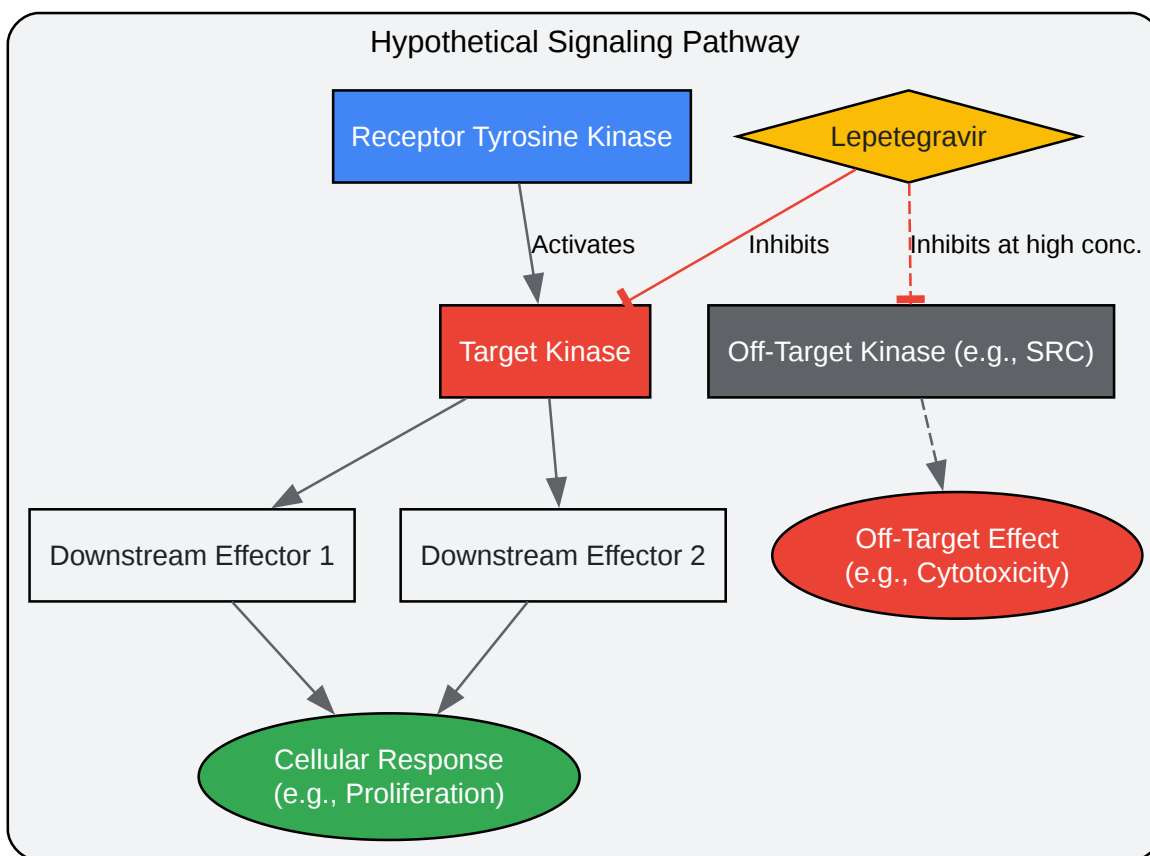 Hypothetical Signaling Pathway
Receptor Tyrosine Kinase
Lepetegravir
Activates
Inhibits
Inhibits at high conc.
Target Kinase
Off-Target Kinase (e.g., SRC)
Downstream Effector 1
Downstream Effector 2
Off-Target Effect
(e.g., Cytotoxicity)
Cellular Response
(e.g., Proliferation)